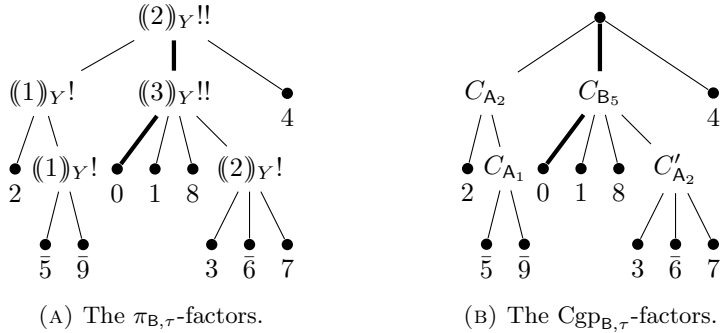 ⸨2⸩_Y!!
⸨1⸩_Y! ⸨3⸩_Y!! 4
2 ⸨1⸩_Y! 0 1 8 ⸨2⸩_Y!
5̄ 9̄ 3 6̄ 7
(A) The π_{B,τ}-factors.
C_{A_2} C_{B_5} 4
2 C_{A_1} 0 1 8 C′_{A_2}
5̄ 9̄ 3 6̄ 7
(B) The Cgp_{B,τ}-factors.